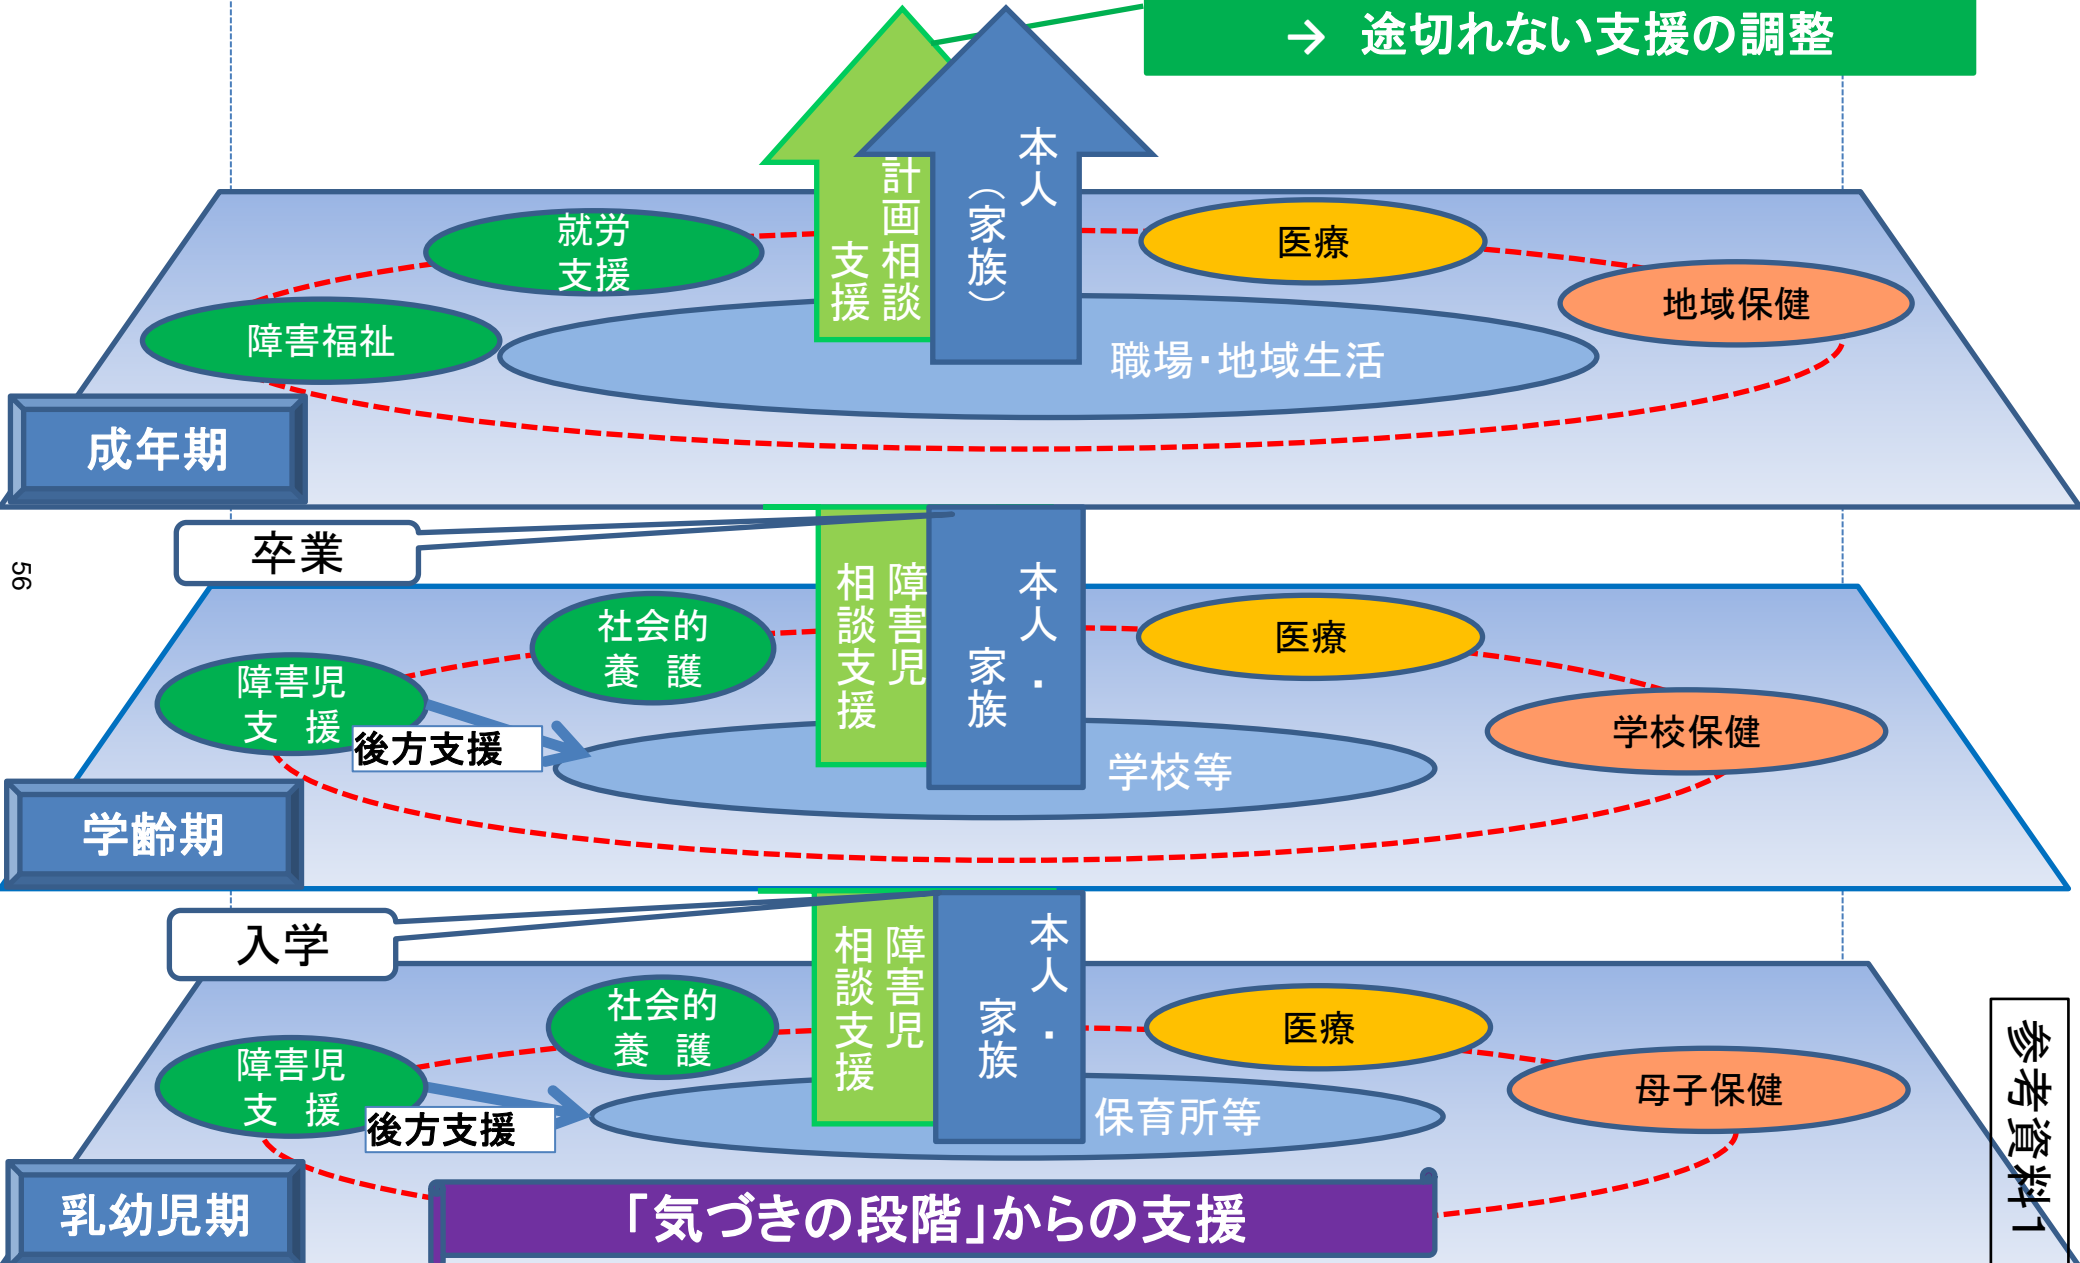 → 途切れない支援の調整
計画相談
支援
本人
（家族）
就労
支援
医療
地域保健
障害福祉
職場・地域生活
成年期
卒業
56
障害児
相談支援
本人・
家族
社会的
養 護
医療
障害児
支 援
後方支援
学校保健
学校等
学齢期
入学
障害児
相談支援
本人・
家族
社会的
養 護
医療
障害児
支 援
後方支援
母子保健
保育所等
乳幼児期
「気づきの段階」からの支援
参考資料1